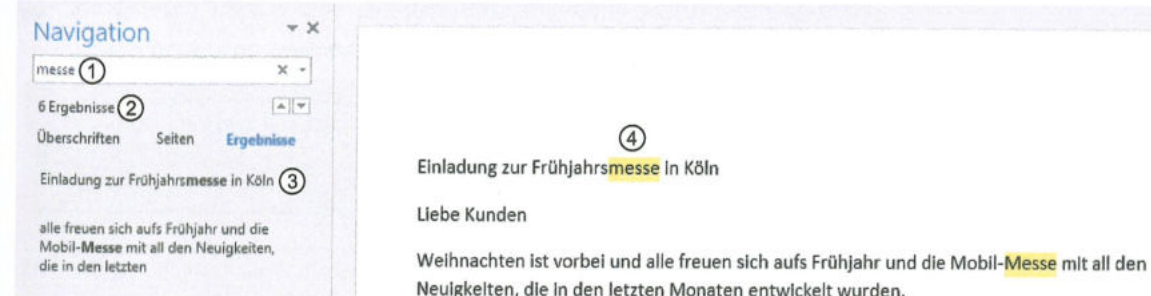 Navigation
messe ①
6 Ergebnisse ②
Überschriften Seiten Ergebnisse
Einladung zur Frühjahrsmesse in Köln ③
alle freuen sich aufs Frühjahr und die
Mobil-Messe mit all den Neuigkeiten,
die in den letzten
④
Einladung zur Frühjahrsmesse in Köln
Liebe Kunden
Weihnachten ist vorbei und alle freuen sich aufs Frühjahr und die Mobil-Messe mit all den
Neuigkeiten, die in den letzten Monaten entwickelt wurden.